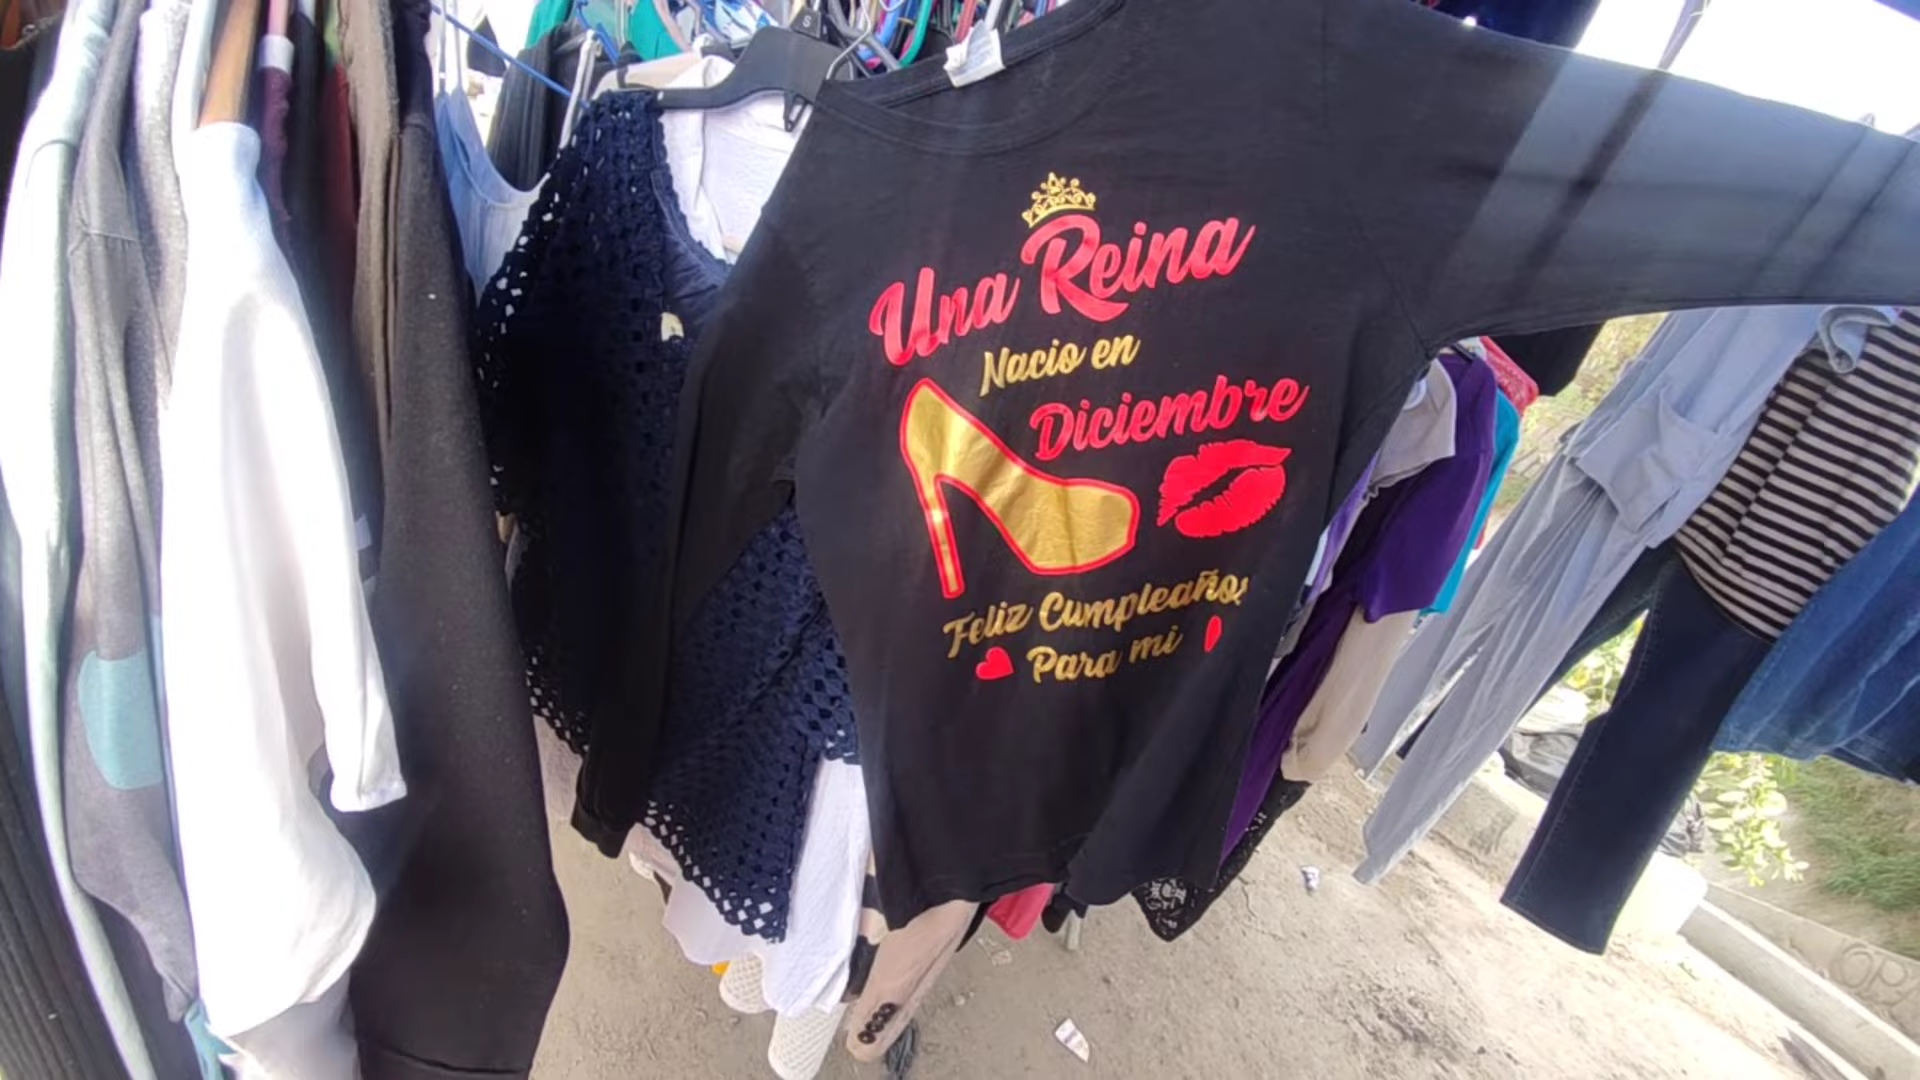 Una Reina
Nacio en
Diciembre
Feliz Cumpleaños
Para mi
S